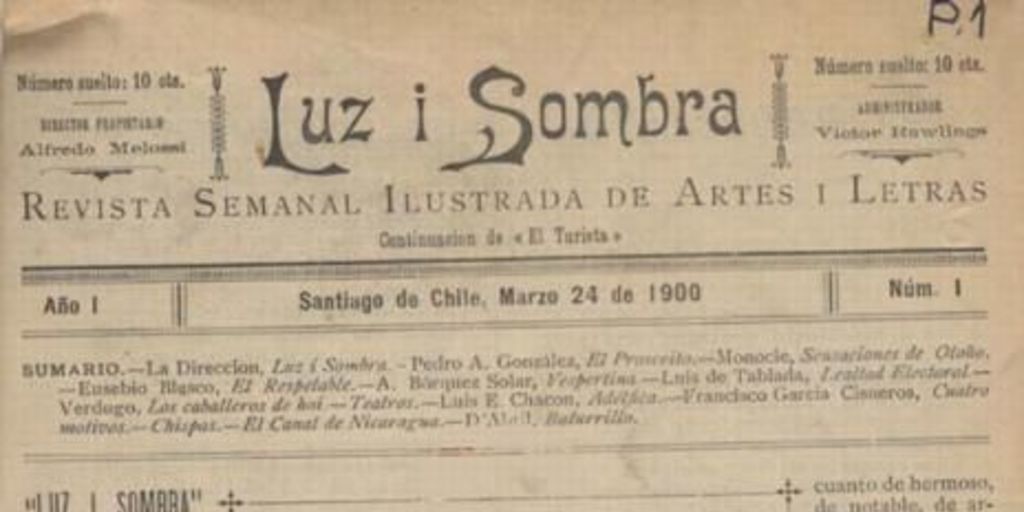 P.1
Número suelto: 10 cts.
DIRECTOR PROPIETARIO
Alfredo Melossi
Luz i Sombra
Número suelto: 10 cts.
ADMINISTRADOR
Victor Rawlings
REVISTA SEMANAL ILUSTRADA DE ARTES I LETRAS
Continuacion de «El Turista»
Año I
Santiago de Chile, Marzo 24 de 1900
Núm. I
SUMARIO.—La Direccion, Luz i Sombra.—Pedro A. González, El Proscrito.—Monocle, Sensaciones de Otoño.
—Eusebio Blasco, El Respetable.—A. Bórquez Solar, Vespertina.—Luis de Tablada, Lealtad Electoral.—
Verdugo, Los caballeros de hoi.—Teatros.—Luis E. Chacon, Adéltica.—Francisco García Cisneros, Cuatro
motivos.—Chispas.—El Canal de Nicaragua.—Baturrillo.
"LUZ I SOMBRA"
cuanto de hermoso,
de notable, de ar-